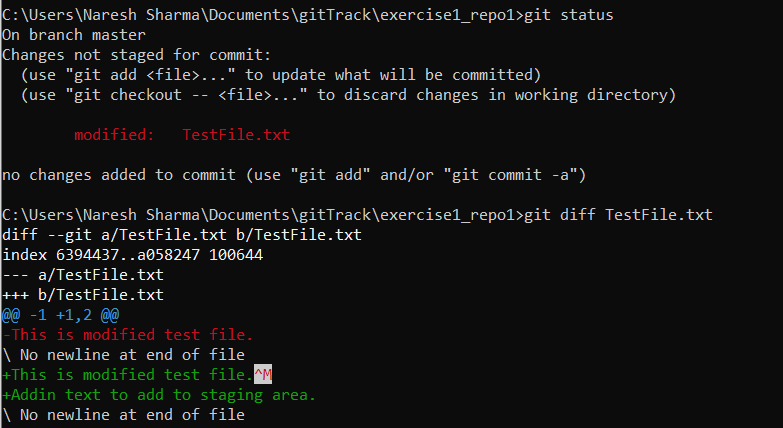 C:\Users\Naresh Sharma\Documents\gitTrack\exercise1_repo1>git status
On branch master
Changes not staged for commit:
  (use "git add <file>..." to update what will be committed)
  (use "git checkout -- <file>..." to discard changes in working directory)
        modified:   TestFile.txt
no changes added to commit (use "git add" and/or "git commit -a")
C:\Users\Naresh Sharma\Documents\gitTrack\exercise1_repo1>git diff TestFile.txt
diff --git a/TestFile.txt b/TestFile.txt
index 6394437..a058247 100644
--- a/TestFile.txt
+++ b/TestFile.txt
@@ -1 +1,2 @@
-This is modified test file.
\ No newline at end of file
+This is modified test file.^M
+Addin text to add to staging area.
\ No newline at end of file